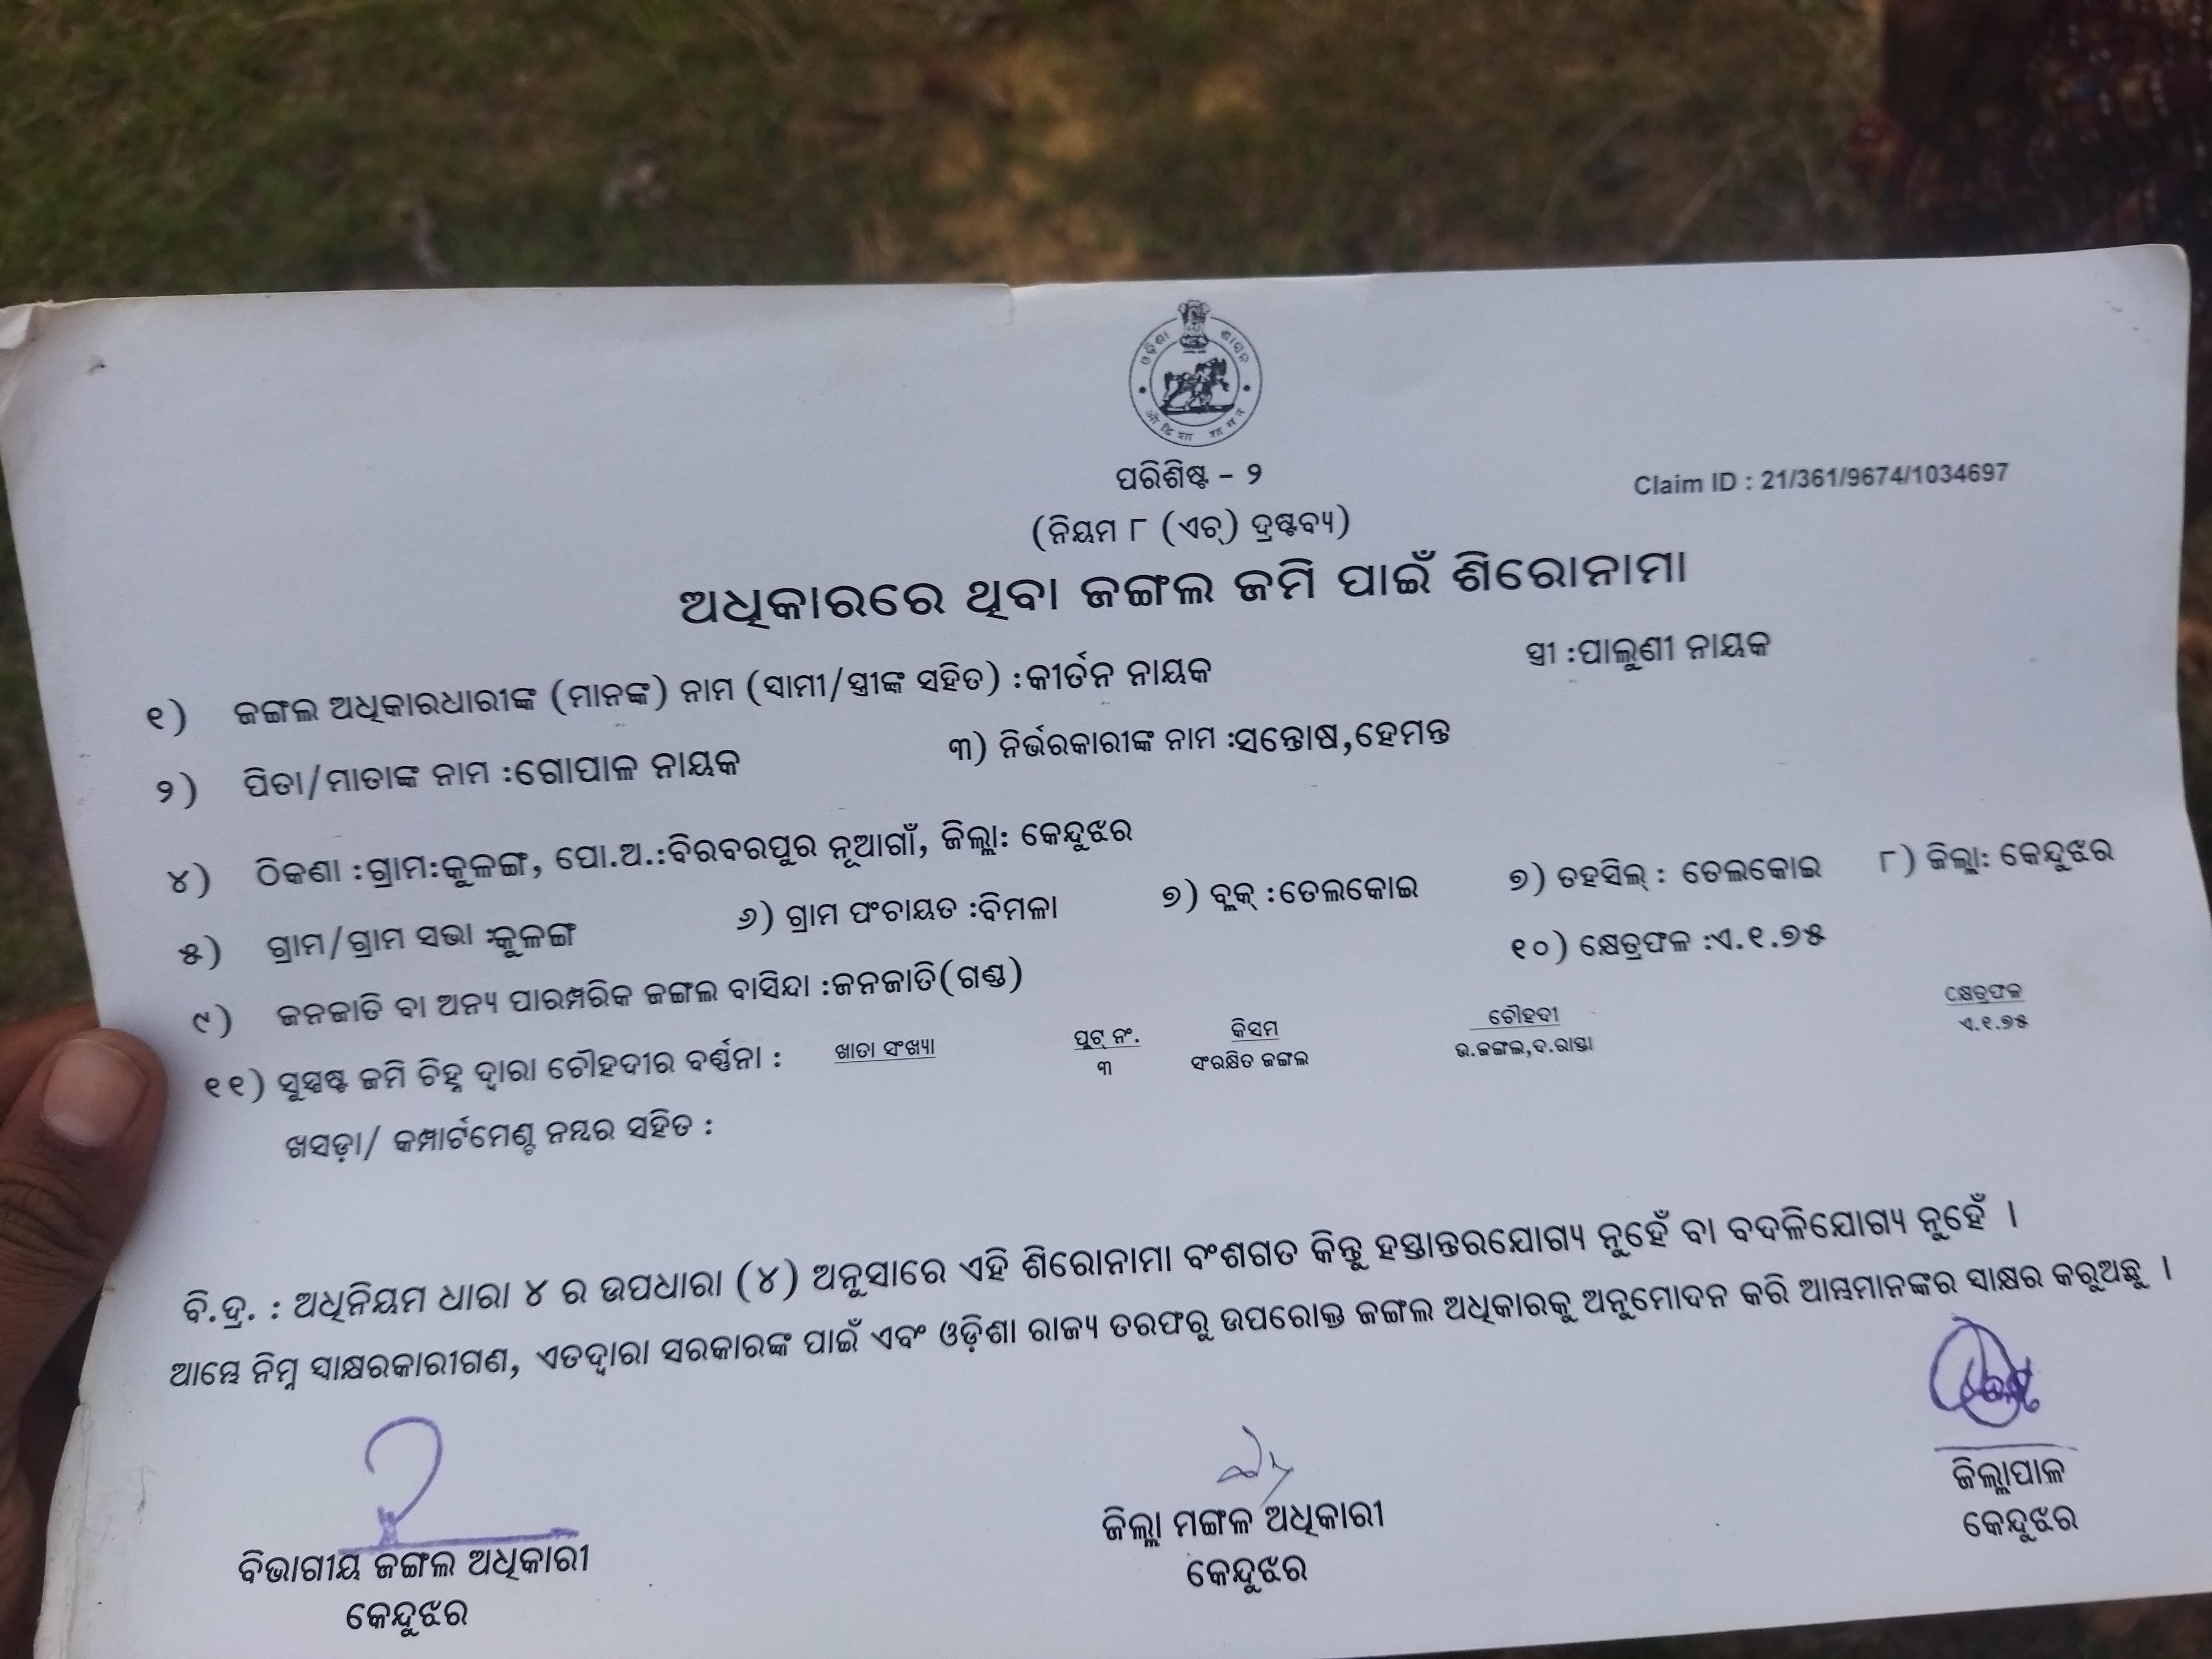 ଓଡ଼ିଶା ଶାସନ
ओडिशा शासन
ପରିଶିଷ୍ଟ - ୨
Claim ID : 21/361/9674/1034697
(ନିୟମ ୮ (ଏଚ୍) ଦ୍ରଷ୍ଟବ୍ୟ)
ଅଧିକାରରେ ଥିବା ଜଙ୍ଗଲ ଜମି ପାଇଁ ଶିରୋନାମା
୧) ଜଙ୍ଗଲ ଅଧିକାରଧାରୀଙ୍କ (ମାନଙ୍କ) ନାମ (ସ୍ୱାମୀ/ସ୍ତ୍ରୀଙ୍କ ସହିତ) :କୀର୍ତନ ନାୟକ ସ୍ତ୍ରୀ :ପାଲୁଣୀ ନାୟକ
୨) ପିତା/ମାତାଙ୍କ ନାମ :ଗୋପାଳ ନାୟକ ୩) ନିର୍ଭରକାରୀଙ୍କ ନାମ :ସନ୍ତୋଷ,ହେମନ୍ତ
୪) ଠିକଣା :ଗ୍ରାମ:କୁଳଙ୍ଗ, ପୋ.ଅ.:ବିରବରପୁର ନୂଆଗାଁ, ଜିଲ୍ଲା: କେନ୍ଦୁଝର
୫) ଗ୍ରାମ/ଗ୍ରାମ ସଭା :କୁଳଙ୍ଗ ୬) ଗ୍ରାମ ପଂଚାୟତ :ବିମଳା ୭) ବ୍ଲକ୍ :ତେଲକୋଇ ୭) ତହସିଲ୍ : ତେଲକୋଇ ୮) ଜିଲ୍ଲା: କେନ୍ଦୁଝର
୯) ଜନଜାତି ବା ଅନ୍ୟ ପାରମ୍ପରିକ ଜଙ୍ଗଲ ବାସିନ୍ଦା :ଜନଜାତି(ଗଣ୍ଡ) ୧୦) କ୍ଷେତ୍ରଫଳ :ଏ.୧.୭୫
୧୧) ସୁସ୍ପଷ୍ଟ ଜମି ଚିହ୍ନ ଦ୍ୱାରା ଚୌହଦୀର ବର୍ଣ୍ଣନା : ଖାତା ସଂଖ୍ୟା ପ୍ଲଟ୍ ନଂ. କିସମ ଚୌହଦୀ କ୍ଷେତ୍ରଫଳ
୩ ସଂରକ୍ଷିତ ଜଙ୍ଗଲ ଉ.ଜଙ୍ଗଲ,ଦ.ରାସ୍ତା ଏ.୧.୭୫
ଖସଡ଼ା/ କମ୍ପାର୍ଟମେଣ୍ଟ ନମ୍ବର ସହିତ :
ବି.ଦ୍ର. : ଅଧିନିୟମ ଧାରା ୪ ର ଉପଧାରା (୪) ଅନୁସାରେ ଏହି ଶିରୋନାମା ବଂଶଗତ କିନ୍ତୁ ହସ୍ତାନ୍ତରଯୋଗ୍ୟ ନୁହେଁ ବା ବଦଳିଯୋଗ୍ୟ ନୁହେଁ ।
ଆମ୍ଭେ ନିମ୍ନ ସ୍ୱାକ୍ଷରକାରୀଗଣ, ଏତଦ୍ୱାରା ସରକାରଙ୍କ ପାଇଁ ଏବଂ ଓଡ଼ିଶା ରାଜ୍ୟ ତରଫରୁ ଉପରୋକ୍ତ ଜଙ୍ଗଲ ଅଧିକାରକୁ ଅନୁମୋଦନ କରି ଆମ୍ଭମାନଙ୍କର ସ୍ୱାକ୍ଷର କରୁଅଛୁ ।
ବିଭାଗୀୟ ଜଙ୍ଗଲ ଅଧିକାରୀ ଜିଲ୍ଲା ମଙ୍ଗଳ ଅଧିକାରୀ ଜିଲ୍ଲାପାଳ
କେନ୍ଦୁଝର କେନ୍ଦୁଝର କେନ୍ଦୁଝର